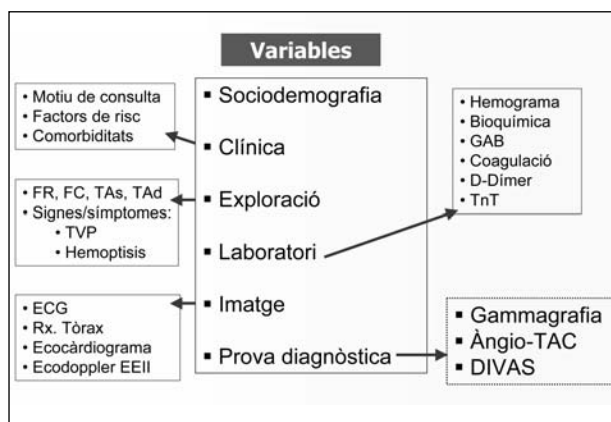 Variables
• Motiu de consulta
• Factors de risc
• Comorbiditats
• FR, FC, TAs, TAd
• Signes/símptomes:
• TVP
• Hemoptisis
• ECG
• Rx. Tòrax
• Ecocàrdiograma
• Ecodoppler EEII
▪ Sociodemografia
▪ Clínica
▪ Exploració
▪ Laboratori
▪ Imatge
▪ Prova diagnòstica
• Hemograma
• Bioquímica
• GAB
• Coagulació
• D-Dímer
• TnT
▪ Gammagrafia
▪ Àngio-TAC
▪ DIVAS